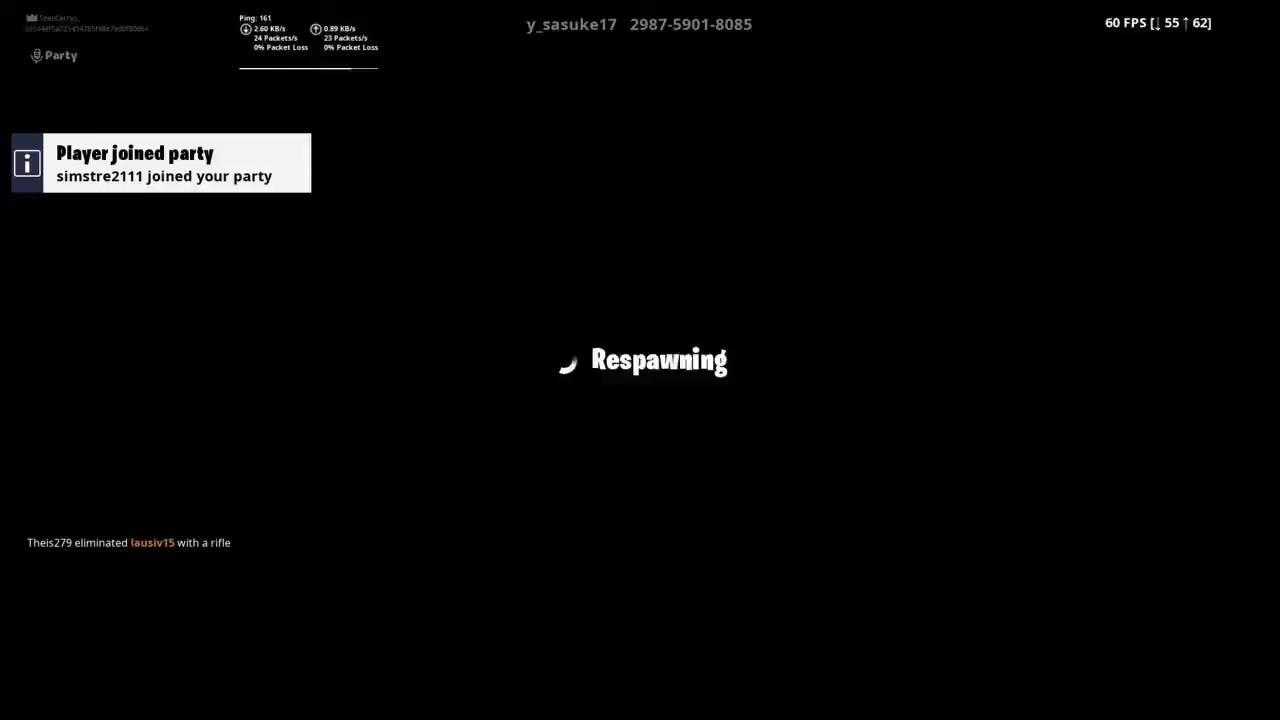 SeanCarrys_
Party
Ping: 161
2.60 KB/s
24 Packets/s
0% Packet Loss
0.89 KB/s
23 Packets/s
0% Packet Loss
y_sasuke17 2987-5901-8085
60 FPS [↓ 55 ↑ 62]
Player joined party
simstre2111 joined your party
Respawning
Theis279 eliminated lausiv15 with a rifle